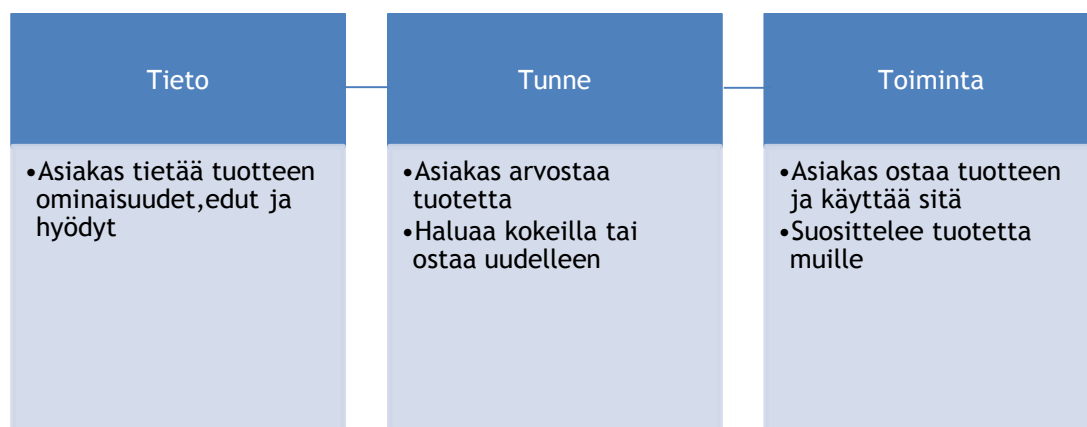 Tieto
•Asiakas tietää tuotteen
ominaisuudet,edut ja
hyödyt
Tunne
•Asiakas arvostaa
tuotetta
•Haluaa kokeilla tai
ostaa uudelleen
Toiminta
•Asiakas ostaa tuotteen
ja käyttää sitä
•Suosittelee tuotetta
muille